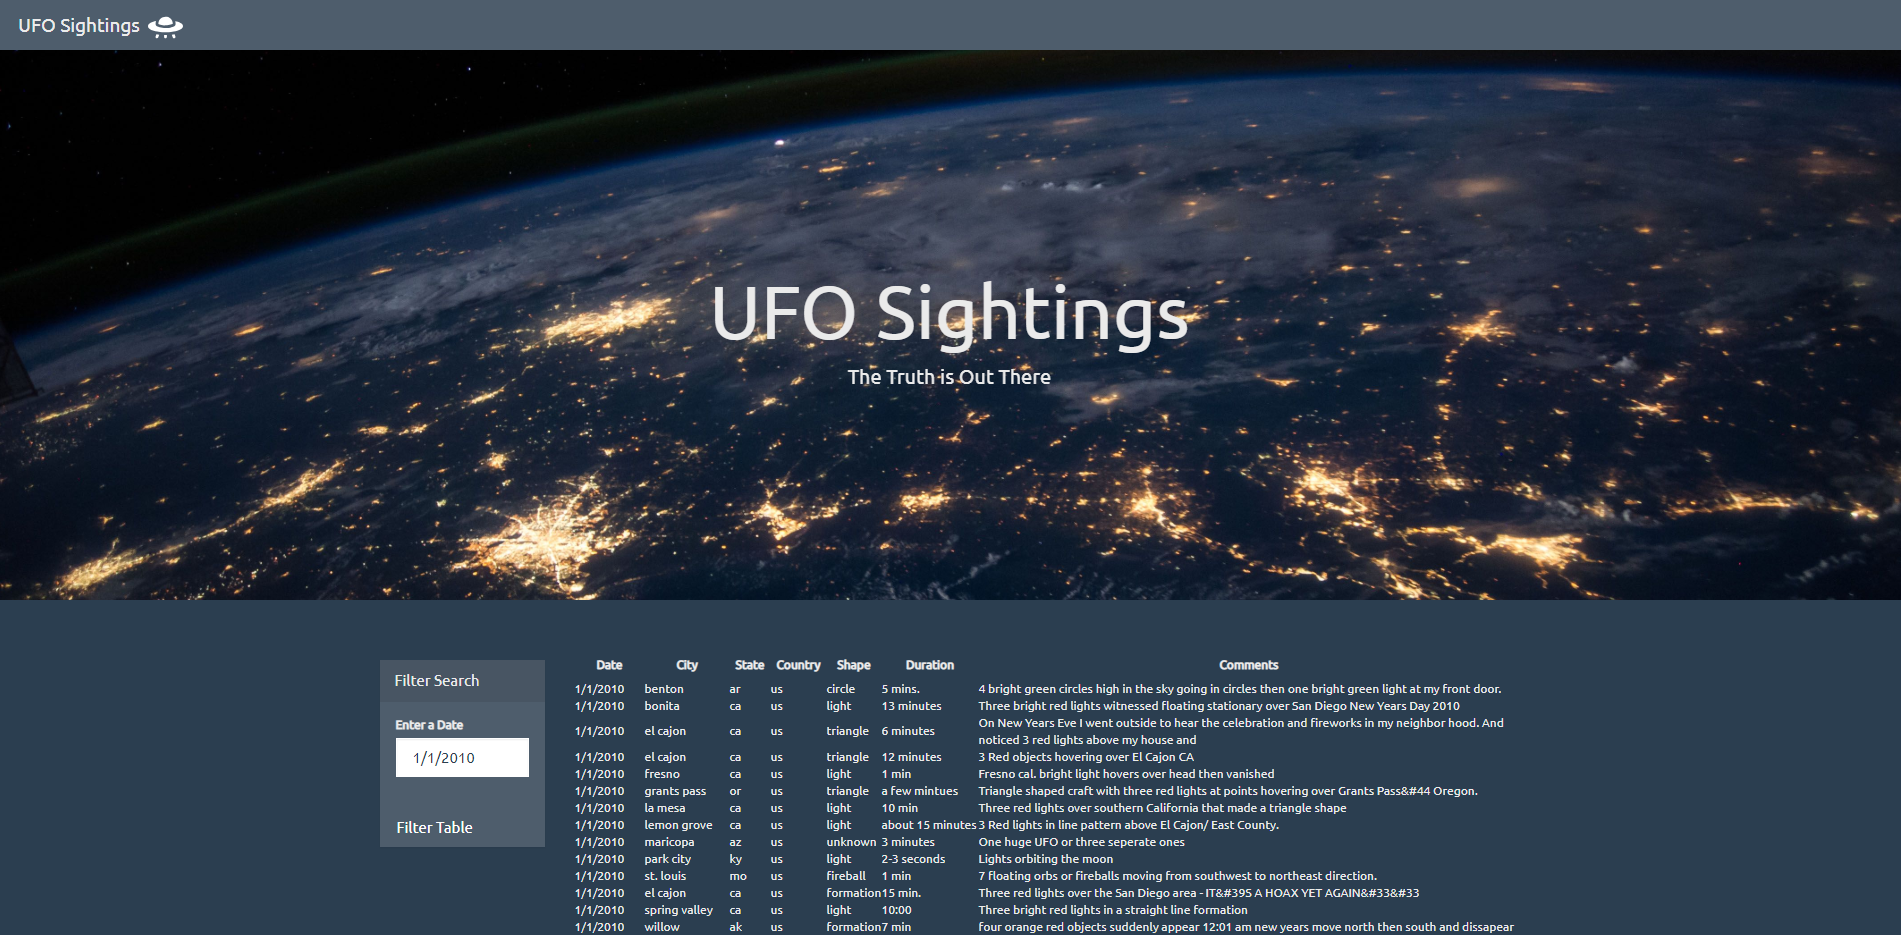 UFO Sightings
UFO Sightings
The Truth is Out There
Filter Search
Enter a Date
1/1/2010
Filter Table
Date City State Country Shape Duration Comments
1/1/2010 benton ar us circle 5 mins. 4 bright green circles high in the sky going in circles then one bright green light at my front door.
1/1/2010 bonita ca us light 13 minutes Three bright red lights witnessed floating stationary over San Diego New Years Day 2010
1/1/2010 el cajon ca us triangle 6 minutes On New Years Eve I went outside to hear the celebration and fireworks in my neighbor hood. And
noticed 3 red lights above my house and
1/1/2010 el cajon ca us triangle 12 minutes 3 Red objects hovering over El Cajon CA
1/1/2010 fresno ca us light 1 min Fresno cal. bright light hovers over head then vanished
1/1/2010 grants pass or us triangle a few mintues Triangle shaped craft with three red lights at points hovering over Grants Pass&#44 Oregon.
1/1/2010 la mesa ca us light 10 min Three red lights over southern California that made a triangle shape
1/1/2010 lemon grove ca us light about 15 minutes 3 Red lights in line pattern above El Cajon/ East County.
1/1/2010 maricopa az us unknown 3 minutes One huge UFO or three seperate ones
1/1/2010 park city ky us light 2-3 seconds Lights orbiting the moon
1/1/2010 st. louis mo us fireball 1 min 7 floating orbs or fireballs moving from southwest to northeast direction.
1/1/2010 el cajon ca us formation 15 min. Three red lights over the San Diego area - IT&#39S A HOAX YET AGAIN&#33&#33
1/1/2010 spring valley ca us light 10:00 Three bright red lights in a straight line formation
1/1/2010 willow ak us formation 7 min four orange red objects suddenly appear 12:01 am new years move north then south and dissapear